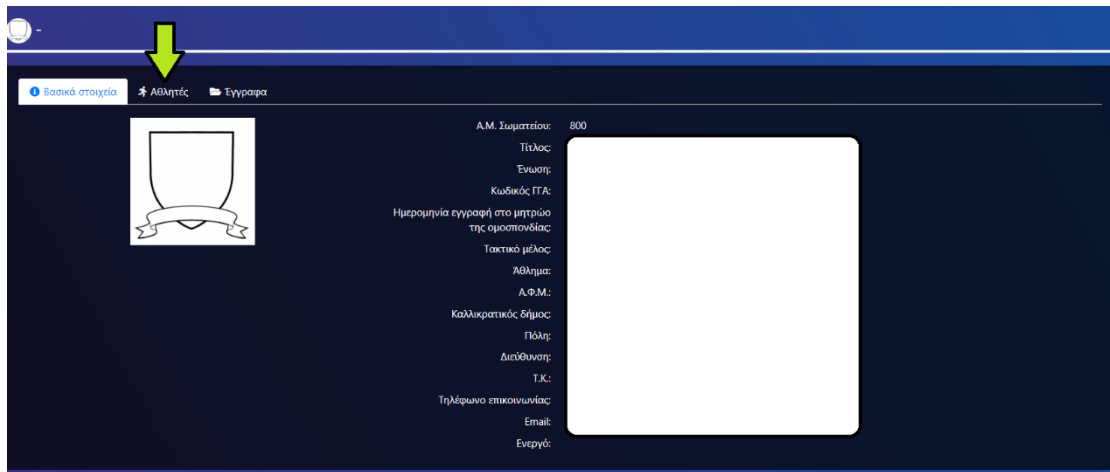 -
Βασικά στοιχεία Αθλητές Έγγραφα
Α.Μ. Σωματείου: 800
Τίτλος:
Ένωση:
Κωδικός ΓΓΑ:
Ημερομηνία εγγραφή στο μητρώο
της ομοσπονδίας:
Τακτικό μέλος:
Άθλημα:
Α.Φ.Μ.:
Καλλικρατικός δήμος:
Πόλη:
Διεύθυνση:
Τ.Κ.:
Τηλέφωνο επικοινωνίας:
Email:
Ενεργό: